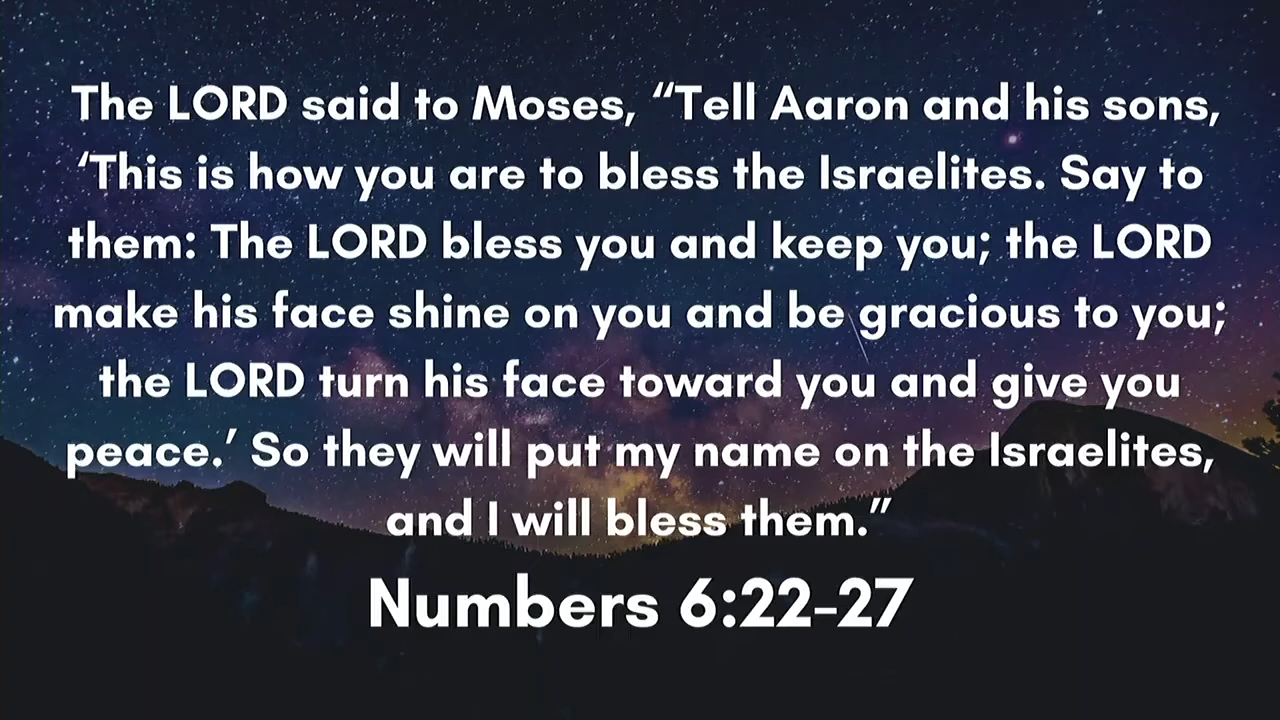 The LORD said to Moses, “Tell Aaron and his sons,
‘This is how you are to bless the Israelites. Say to
them: The LORD bless you and keep you; the LORD
make his face shine on you and be gracious to you;
the LORD turn his face toward you and give you
peace.’ So they will put my name on the Israelites,
and I will bless them.”
Numbers 6:22-27